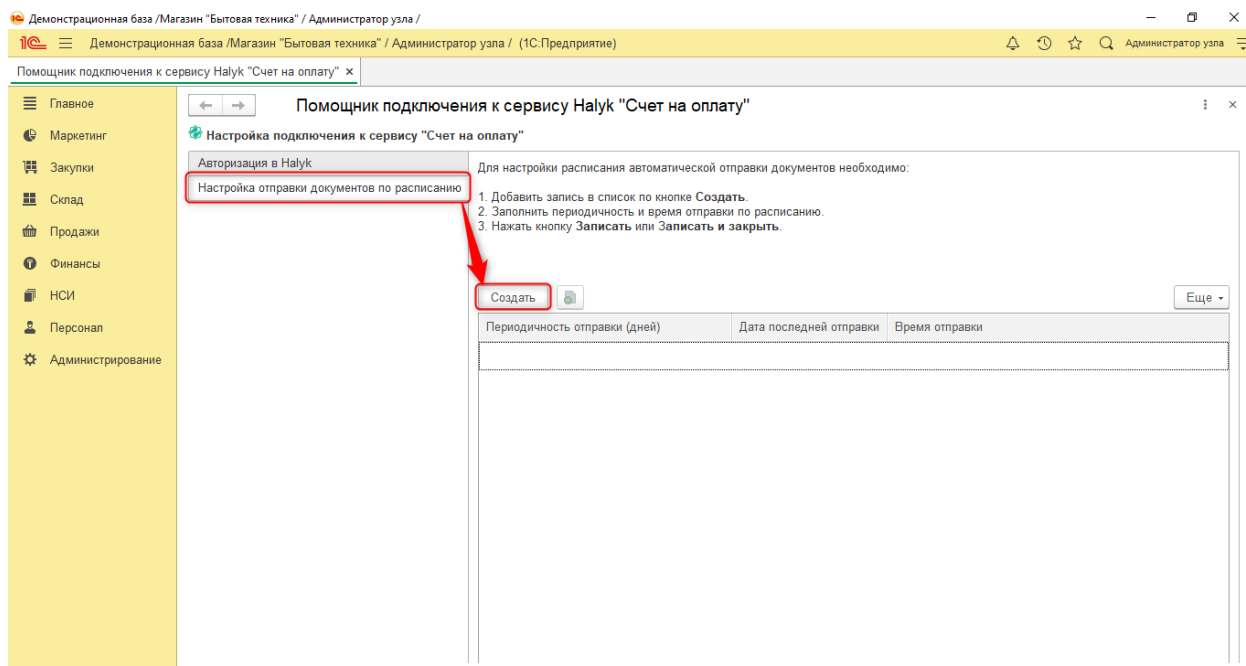 Демонстрационная база /Магазин "Бытовая техника" / Администратор узла /
Демонстрационная база /Магазин "Бытовая техника" / Администратор узла / (1С:Предприятие)
Администратор узла
Помощник подключения к сервису Halyk "Счет на оплату" ×
Главное
Маркетинг
Закупки
Склад
Продажи
Финансы
НСИ
Персонал
Администрирование
Помощник подключения к сервису Halyk "Счет на оплату"
Настройка подключения к сервису "Счет на оплату"
Авторизация в Halyk
Настройка отправки документов по расписанию
Для настройки расписания автоматической отправки документов необходимо:
1. Добавить запись в список по кнопке Создать.
2. Заполнить периодичность и время отправки по расписанию.
3. Нажать кнопку Записать или Записать и закрыть.
Создать
Еще
Периодичность отправки (дней) Дата последней отправки Время отправки